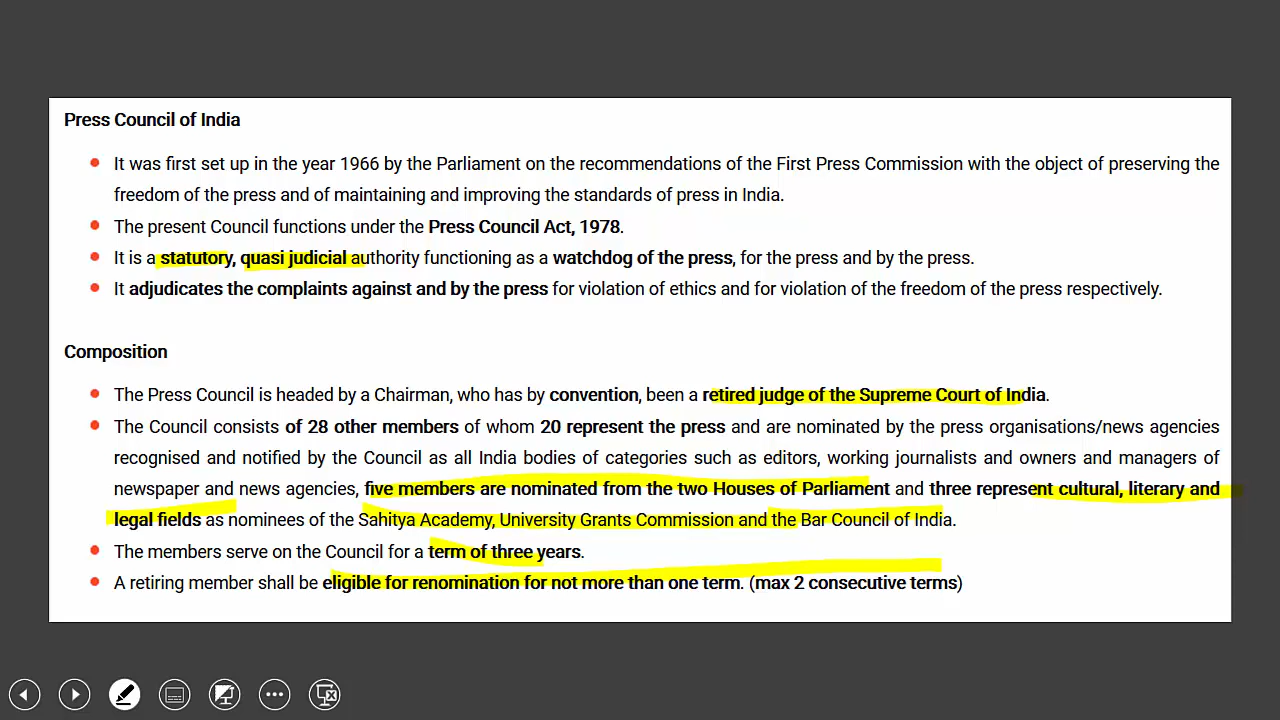 Press Council of India
It was first set up in the year 1966 by the Parliament on the recommendations of the First Press Commission with the object of preserving the
freedom of the press and of maintaining and improving the standards of press in India.
The present Council functions under the Press Council Act, 1978.
It is a statutory, quasi judicial authority functioning as a watchdog of the press, for the press and by the press.
It adjudicates the complaints against and by the press for violation of ethics and for violation of the freedom of the press respectively.
Composition
The Press Council is headed by a Chairman, who has by convention, been a retired judge of the Supreme Court of India.
The Council consists of 28 other members of whom 20 represent the press and are nominated by the press organisations/news agencies
recognised and notified by the Council as all India bodies of categories such as editors, working journalists and owners and managers of
newspaper and news agencies, five members are nominated from the two Houses of Parliament and three represent cultural, literary and
legal fields as nominees of the Sahitya Academy, University Grants Commission and the Bar Council of India.
The members serve on the Council for a term of three years.
A retiring member shall be eligible for renomination for not more than one term. (max 2 consecutive terms)